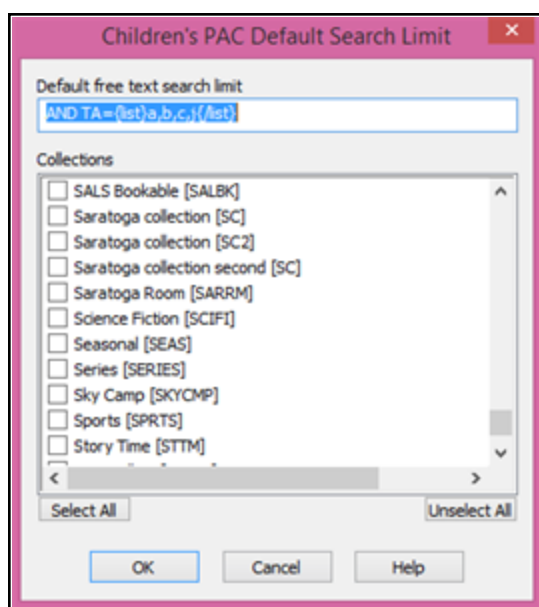 Children's PAC Default Search Limit
Default free text search limit
AND TA={list}a,b,c,j{/list}
Collections
SALS Bookable [SALBK]
Saratoga collection [SC]
Saratoga collection [SC2]
Saratoga collection second [SC]
Saratoga Room [SARRM]
Science Fiction [SCIFI]
Seasonal [SEAS]
Series [SERIES]
Sky Camp [SKYCMP]
Sports [SPRTS]
Story Time [STTM]
Select All
Unselect All
OK
Cancel
Help